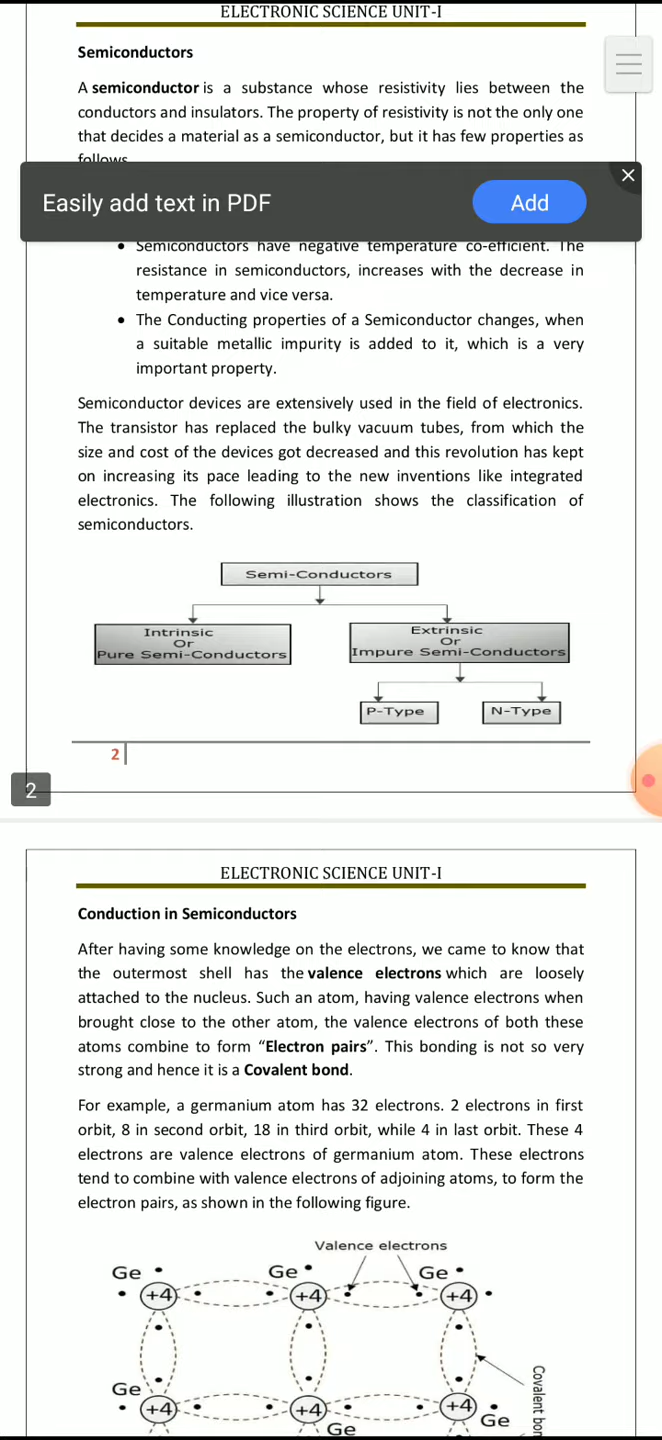 ELECTRONIC SCIENCE UNIT-I
Semiconductors
A semiconductor is a substance whose resistivity lies between the
conductors and insulators. The property of resistivity is not the only one
that decides a material as a semiconductor, but it has few properties as
follows
Easily add text in PDF
Add
• Semiconductors have negative temperature co-efficient. The
resistance in semiconductors, increases with the decrease in
temperature and vice versa.
• The Conducting properties of a Semiconductor changes, when
a suitable metallic impurity is added to it, which is a very
important property.
Semiconductor devices are extensively used in the field of electronics.
The transistor has replaced the bulky vacuum tubes, from which the
size and cost of the devices got decreased and this revolution has kept
on increasing its pace leading to the new inventions like integrated
electronics. The following illustration shows the classification of
semiconductors.
Semi-Conductors
Intrinsic
Or
Pure Semi-Conductors
Extrinsic
Or
Impure Semi-Conductors
P-Type
N-Type
2
2
ELECTRONIC SCIENCE UNIT-I
Conduction in Semiconductors
After having some knowledge on the electrons, we came to know that
the outermost shell has the valence electrons which are loosely
attached to the nucleus. Such an atom, having valence electrons when
brought close to the other atom, the valence electrons of both these
atoms combine to form “Electron pairs”. This bonding is not so very
strong and hence it is a Covalent bond.
For example, a germanium atom has 32 electrons. 2 electrons in first
orbit, 8 in second orbit, 18 in third orbit, while 4 in last orbit. These 4
electrons are valence electrons of germanium atom. These electrons
tend to combine with valence electrons of adjoining atoms, to form the
electron pairs, as shown in the following figure.
Valence electrons
Ge Ge Ge
+4 +4 +4
Covalent bon
Ge
+4 +4 +4
Ge Ge